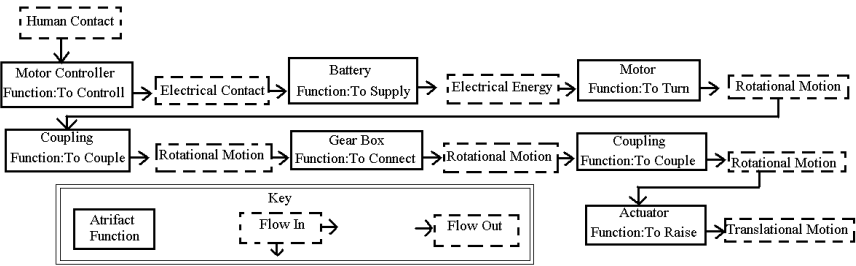 Human Contact
Motor Controller
Function:To Controll
Electrical Contact
Battery
Function:To Supply
Electrical Energy
Motor
Function:To Turn
Rotational Motion
Coupling
Function:To Couple
Rotational Motion
Gear Box
Function:To Connect
Rotational Motion
Coupling
Function:To Couple
Rotational Motion
Actuator
Function:To Raise
Translational Motion
Key
Atrifact
Function
Flow In
Flow Out